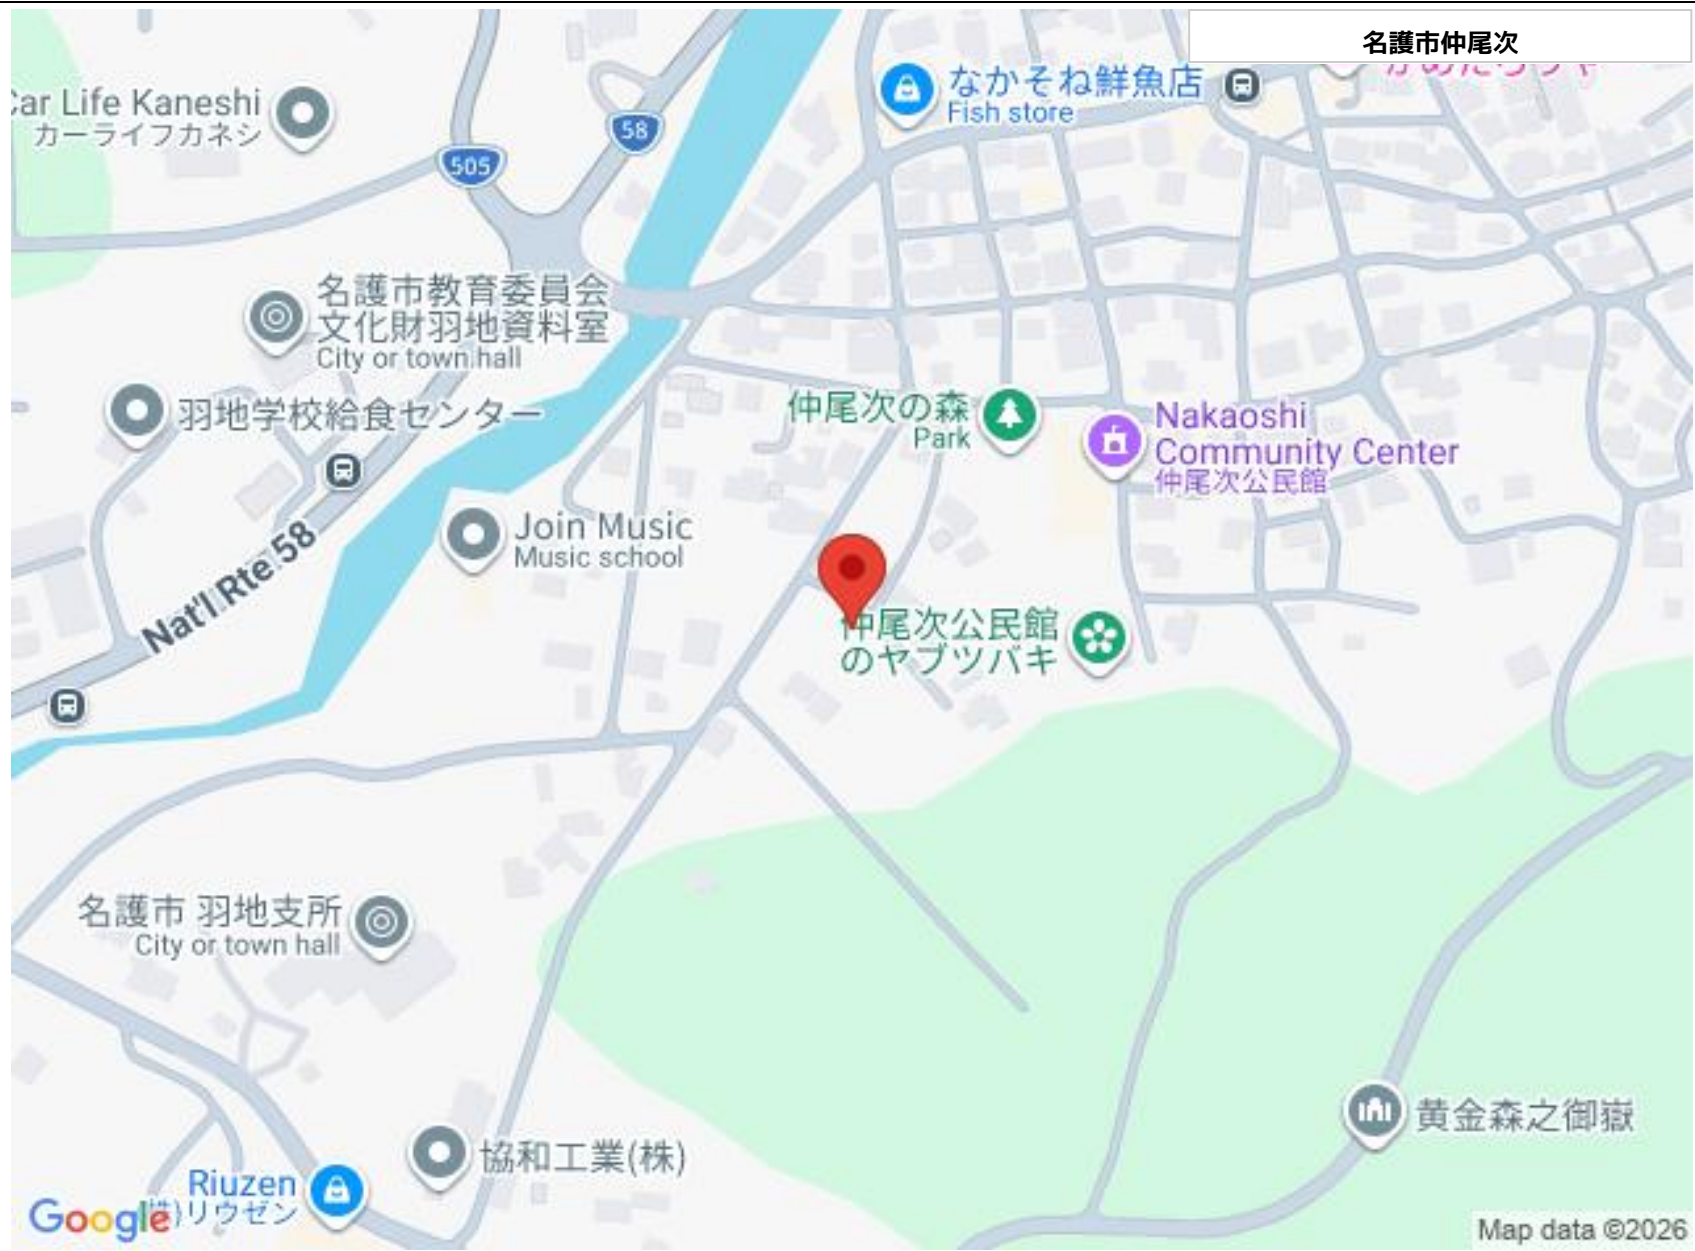 名護市仲尾次
なかそね鮮魚店
Fish store
Car Life Kaneshi
カーライフカネシ
58
505
名護市教育委員会
文化財羽地資料室
City or town hall
羽地学校給食センター
仲尾次の森
Park
Nakaoshi
Community Center
仲尾次公民館
Join Music
Music school
Nat'l Rte 58
仲尾次公民館
のヤブツバキ
名護市 羽地支所
City or town hall
黄金森之御嶽
協和工業(株)
Riuzen
(株)リウゼン
Google
Map data ©2026